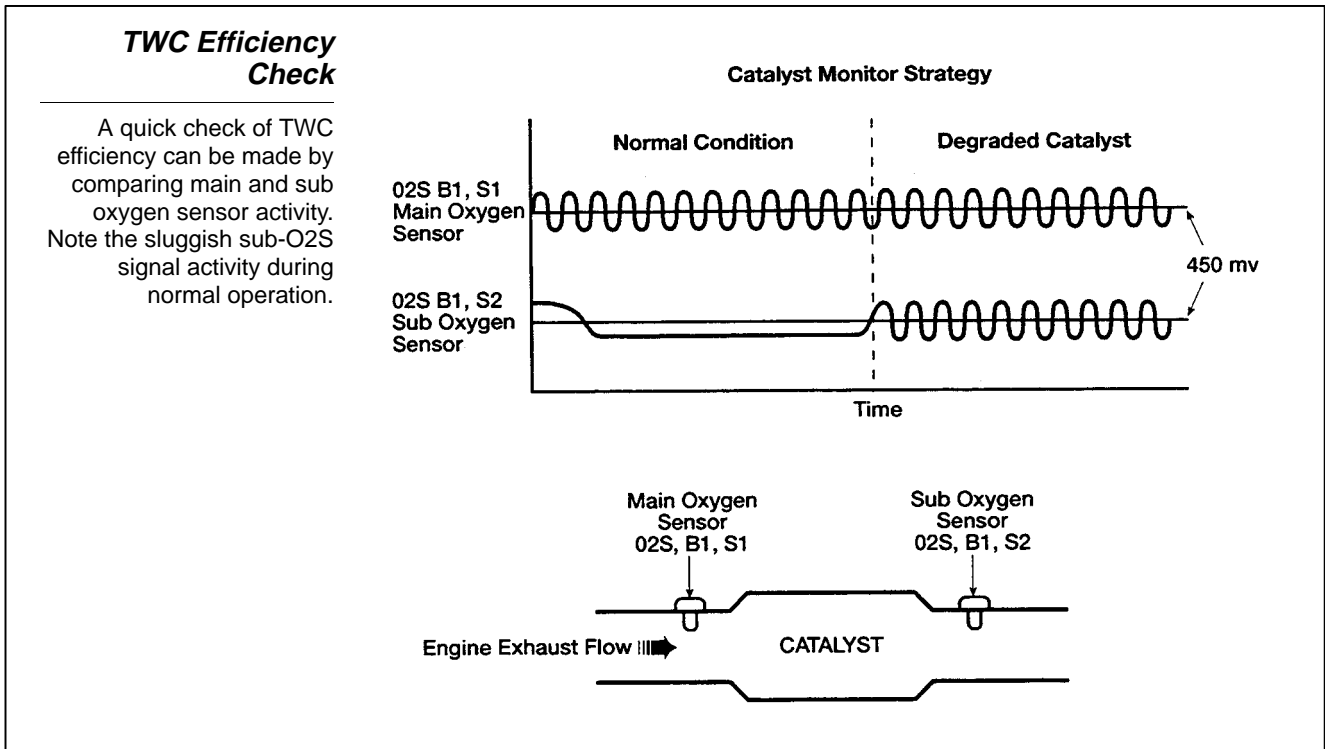 TWC Efficiency
Check
A quick check of TWC
efficiency can be made by
comparing main and sub
oxygen sensor activity.
Note the sluggish sub-O2S
signal activity during
normal operation.
Catalyst Monitor Strategy
Normal Condition
Degraded Catalyst
02S B1, S1
Main Oxygen
Sensor
450 mv
02S B1, S2
Sub Oxygen
Sensor
Time
Main Oxygen
Sensor
02S, B1, S1
Sub Oxygen
Sensor
02S, B1, S2
Engine Exhaust Flow
CATALYST